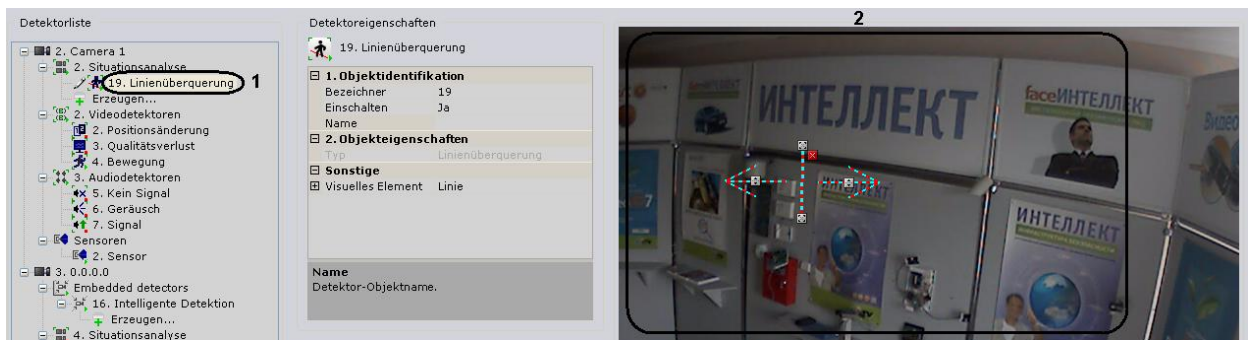 Detektorliste
2. Camera 1
2. Situationsanalyse
19. Linienüberquerung
1
Erzeugen...
2. Videodetektoren
2. Positionsänderung
3. Qualitätsverlust
4. Bewegung
3. Audiodetektoren
5. Kein Signal
6. Geräusch
7. Signal
Sensoren
2. Sensor
3. 0.0.0.0
Embedded detectors
16. Intelligente Detektion
Erzeugen...
4. Situationsanalyse
Detektoreigenschaften
19. Linienüberquerung
1. Objektidentifikation
Bezeichner 19
Einschalten Ja
Name
2. Objekteigenschaften
Typ Linienüberquerung
Sonstige
Visuelles Element Linie
Name
Detektor-Objektname.
2
ИНТЕЛЛЕКТ
faceИНТЕЛЛЕКТ
Видео
ИНТЕЛЛЕКТ
ИНТЕЛЛЕКТ
7